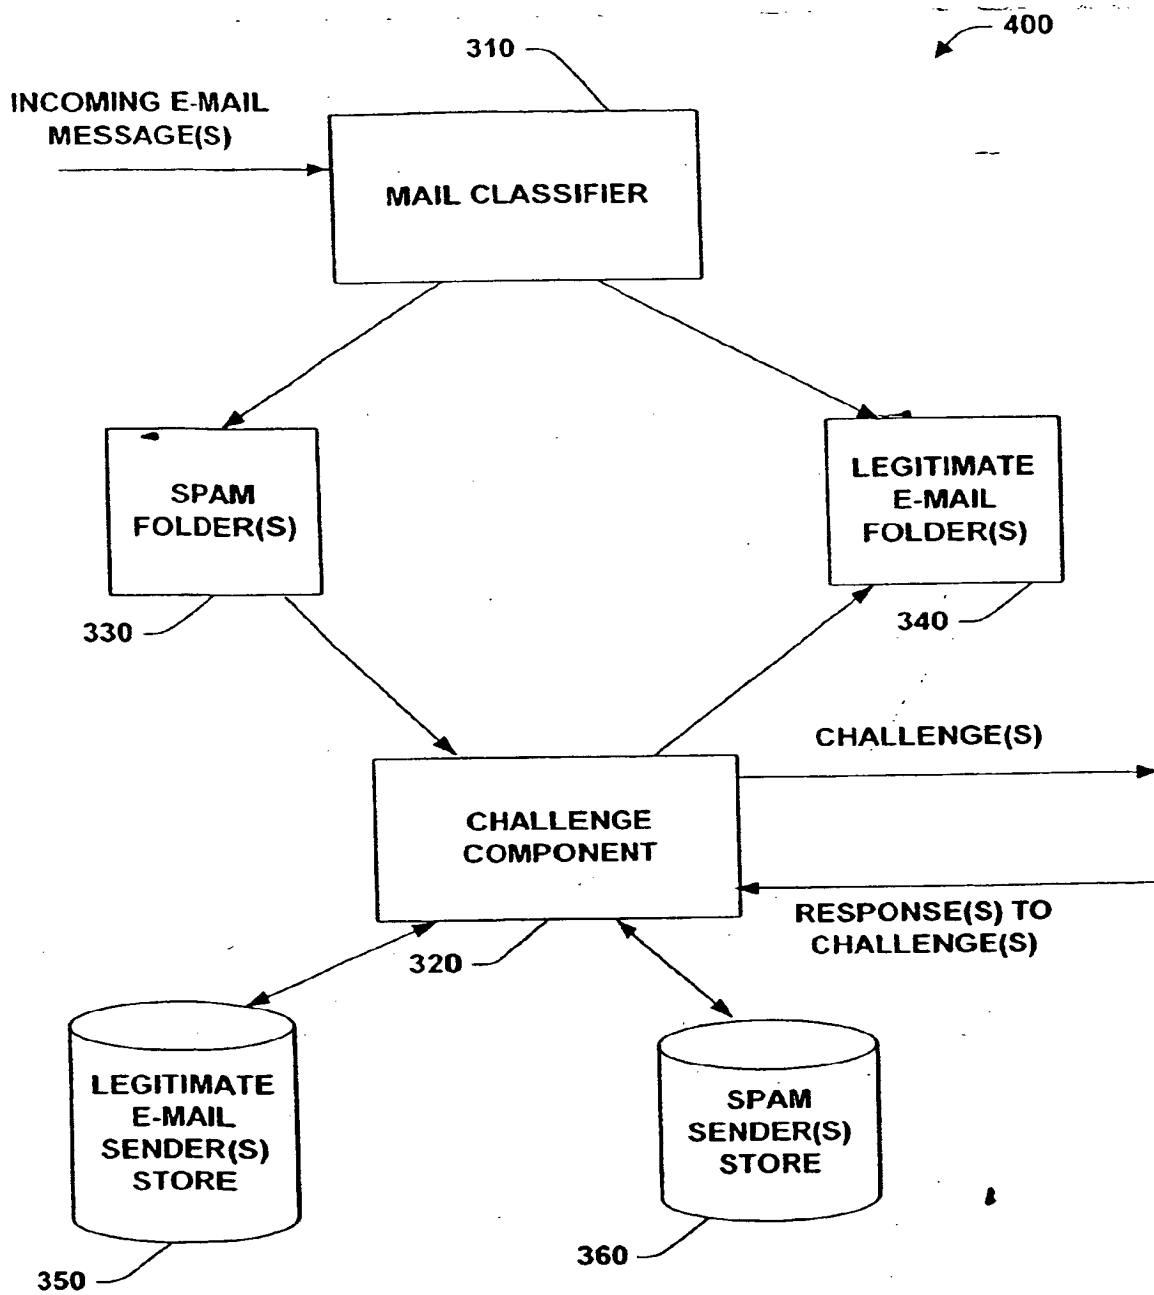 400
310
INCOMING E-MAIL
MESSAGE(S)
MAIL CLASSIFIER
SPAM
FOLDER(S)
LEGITIMATE
E-MAIL
FOLDER(S)
330
340
CHALLENGE(S)
CHALLENGE
COMPONENT
RESPONSE(S) TO
CHALLENGE(S)
320
LEGITIMATE
E-MAIL
SENDER(S)
STORE
SPAM
SENDER(S)
STORE
350
360